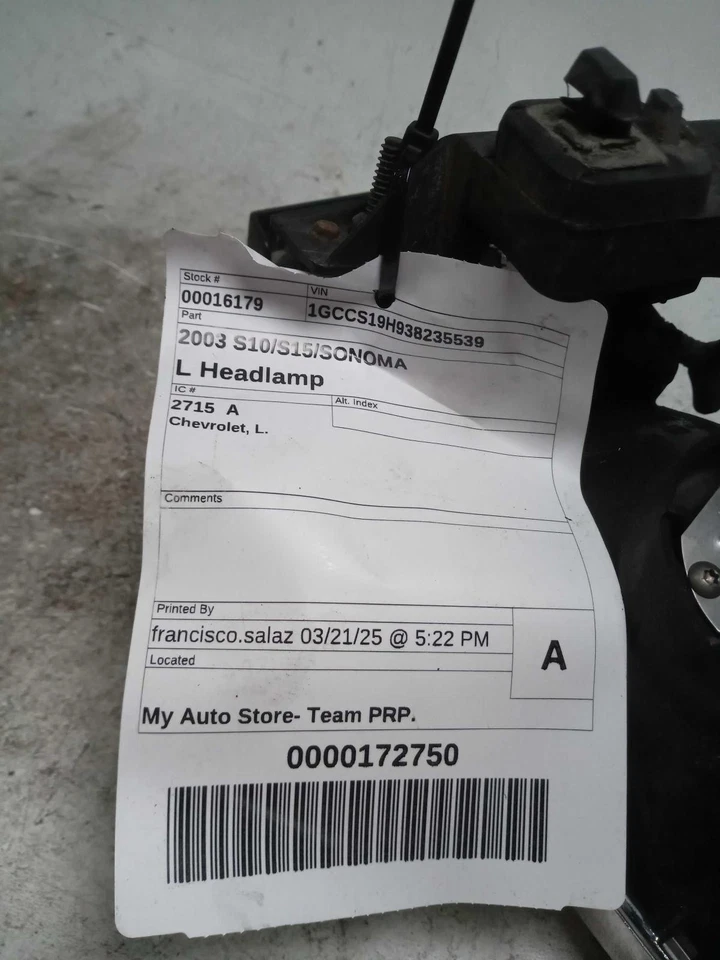 Stock #
VIN
00016179
1GCCS19H938235539
Part
2003 S10/S15/SONOMA
L Headlamp
IC #
Alt. Index
2715 A
Chevrolet, L.
Comments
Printed By
francisco.salaz 03/21/25 @ 5:22 PM
A
Located
My Auto Store- Team PRP.
0000172750